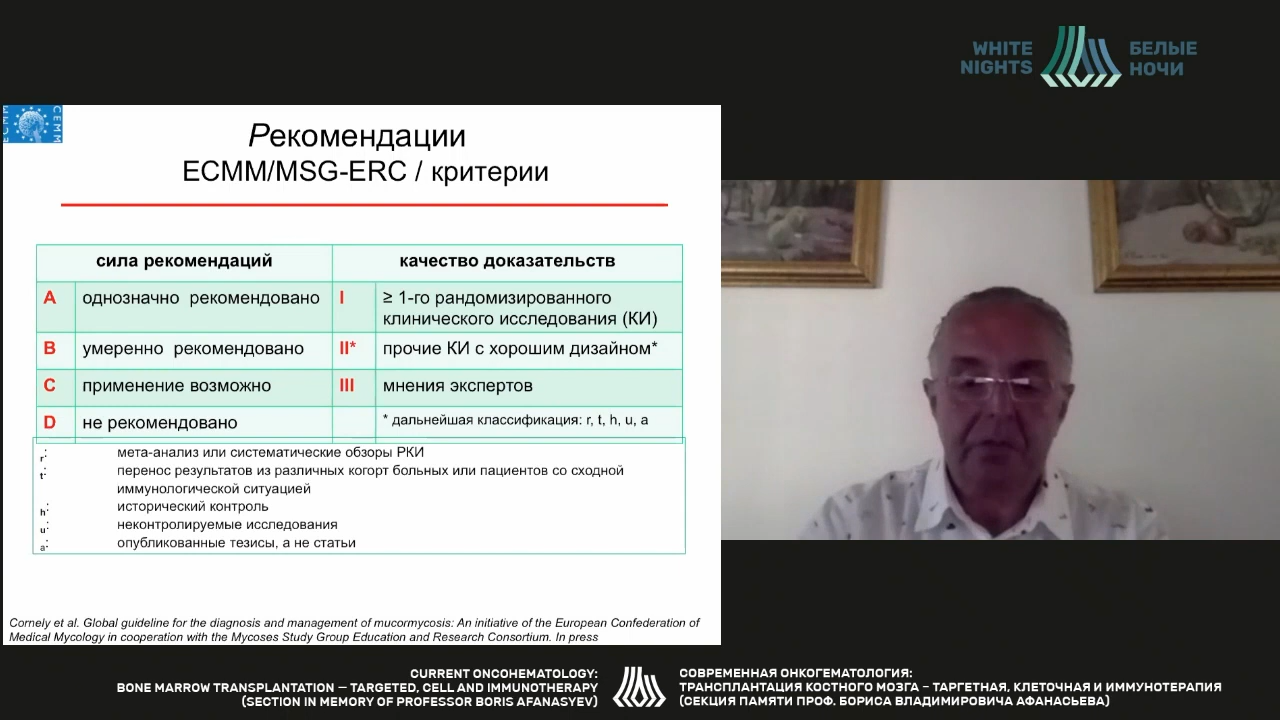 WHITE
NIGHTS
БЕЛЫЕ
НОЧИ
ECMM
CEMM
Рекомендации
ECMM/MSG-ERC / критерии
сила рекомендаций
качество доказательств
A
однозначно рекомендовано
I
≥ 1-го рандомизированного
клинического исследования (КИ)
B
умеренно рекомендовано
II*
прочие КИ с хорошим дизайном*
C
применение возможно
III
мнения экспертов
D
не рекомендовано
* дальнейшая классификация: r, t, h, u, a
r:
мета-анализ или систематические обзоры РКИ
t:
перенос результатов из различных когорт больных или пациентов со сходной
иммунологической ситуацией
h:
исторический контроль
u:
неконтролируемые исследования
a:
опубликованные тезисы, а не статьи
Cornely et al. Global guideline for the diagnosis and management of mucormycosis: An initiative of the European Confederation of
Medical Mycology in cooperation with the Mycoses Study Group Education and Research Consortium. In press
CURRENT ONCOHEMATOLOGY:
BONE MARROW TRANSPLANTATION – TARGETED, CELL AND IMMUNOTHERAPY
(SECTION IN MEMORY OF PROFESSOR BORIS AFANASYEV)
СОВРЕМЕННАЯ ОНКОГЕМАТОЛОГИЯ:
ТРАНСПЛАНТАЦИЯ КОСТНОГО МОЗГА – ТАРГЕТНАЯ, КЛЕТОЧНАЯ И ИММУНОТЕРАПИЯ
(СЕКЦИЯ ПАМЯТИ ПРОФ. БОРИСА ВЛАДИМИРОВИЧА АФАНАСЬЕВА)